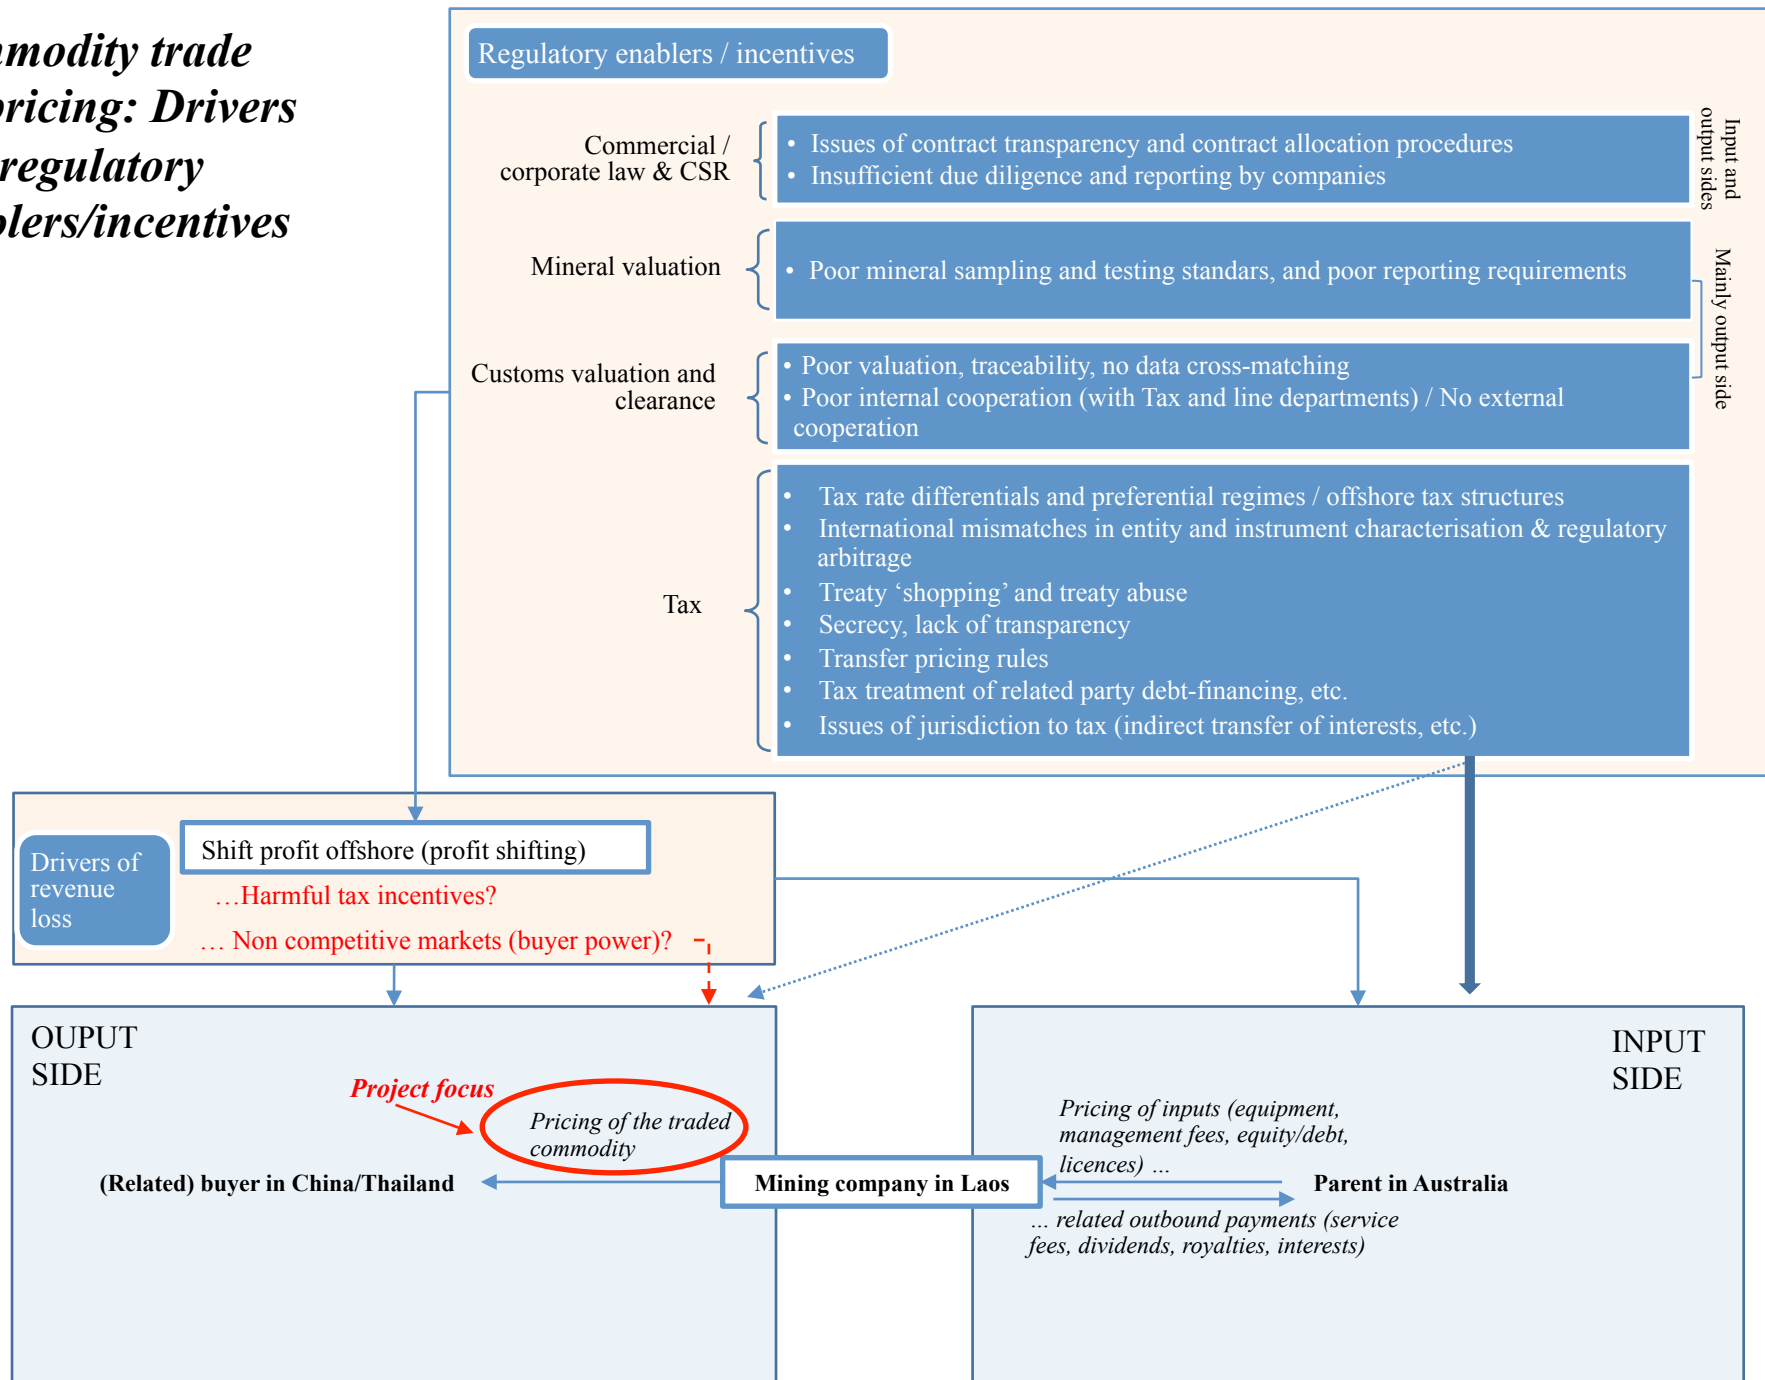 mmodity trade
pricing: Drivers
regulatory
blers/incentives
Regulatory enablers / incentives
Commercial /
corporate law & CSR
• Issues of contract transparency and contract allocation procedures
• Insufficient due diligence and reporting by companies
Input and
output sides
Mineral valuation
• Poor mineral sampling and testing standars, and poor reporting requirements
Mainly output side
Customs valuation and
clearance
• Poor valuation, traceability, no data cross-matching
• Poor internal cooperation (with Tax and line departments) / No external
cooperation
Tax
• Tax rate differentials and preferential regimes / offshore tax structures
• International mismatches in entity and instrument characterisation & regulatory
arbitrage
• Treaty ‘shopping’ and treaty abuse
• Secrecy, lack of transparency
• Transfer pricing rules
• Tax treatment of related party debt-financing, etc.
• Issues of jurisdiction to tax (indirect transfer of interests, etc.)
Drivers of
revenue
loss
Shift profit offshore (profit shifting)
…Harmful tax incentives?
… Non competitive markets (buyer power)?
OUPUT
SIDE
Project focus
Pricing of the traded
commodity
(Related) buyer in China/Thailand
Mining company in Laos
INPUT
SIDE
Pricing of inputs (equipment,
management fees, equity/debt,
licences) …
Parent in Australia
… related outbound payments (service
fees, dividends, royalties, interests)